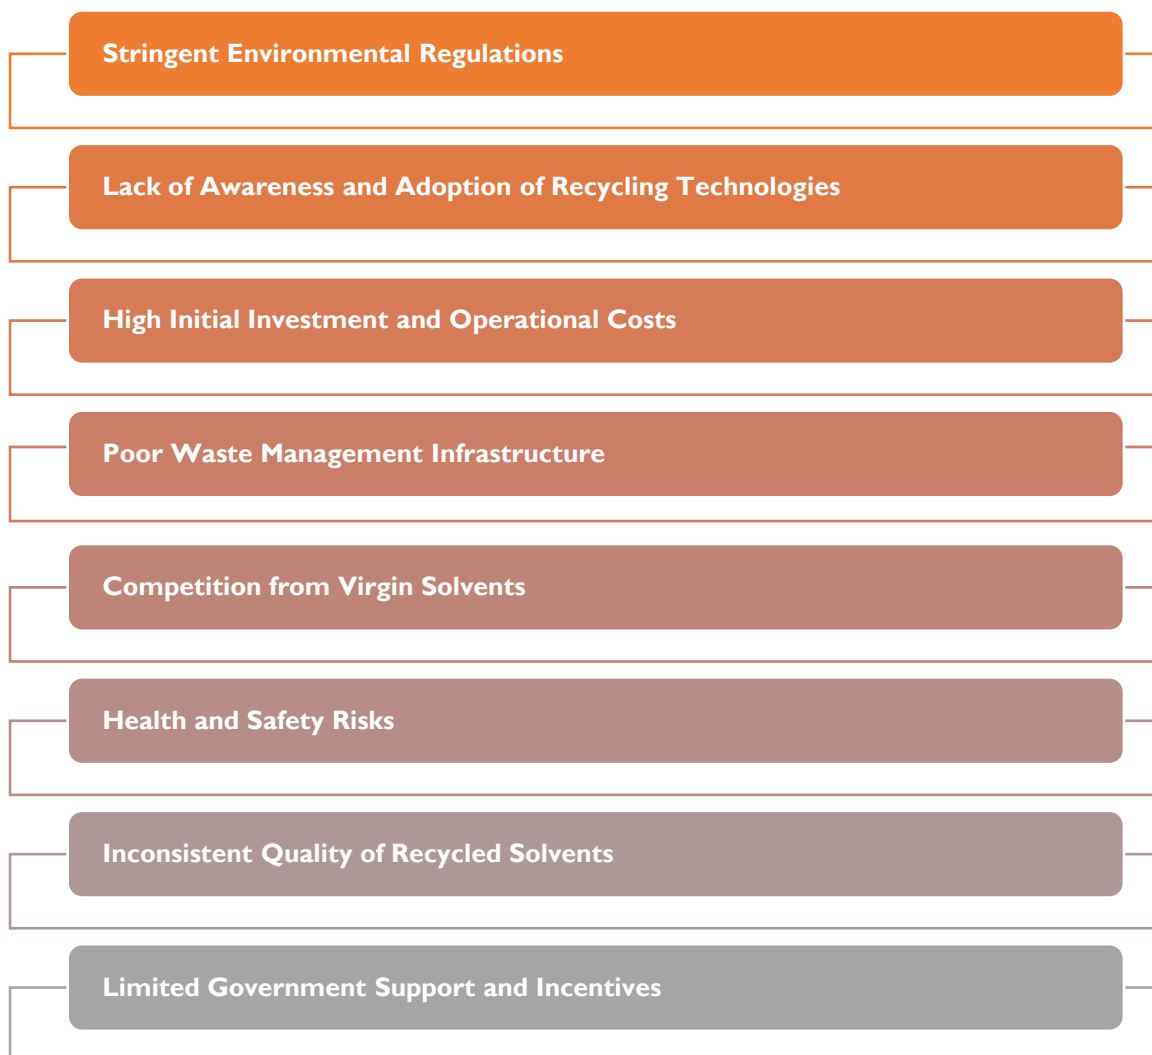 Stringent Environmental Regulations
Lack of Awareness and Adoption of Recycling Technologies
High Initial Investment and Operational Costs
Poor Waste Management Infrastructure
Competition from Virgin Solvents
Health and Safety Risks
Inconsistent Quality of Recycled Solvents
Limited Government Support and Incentives